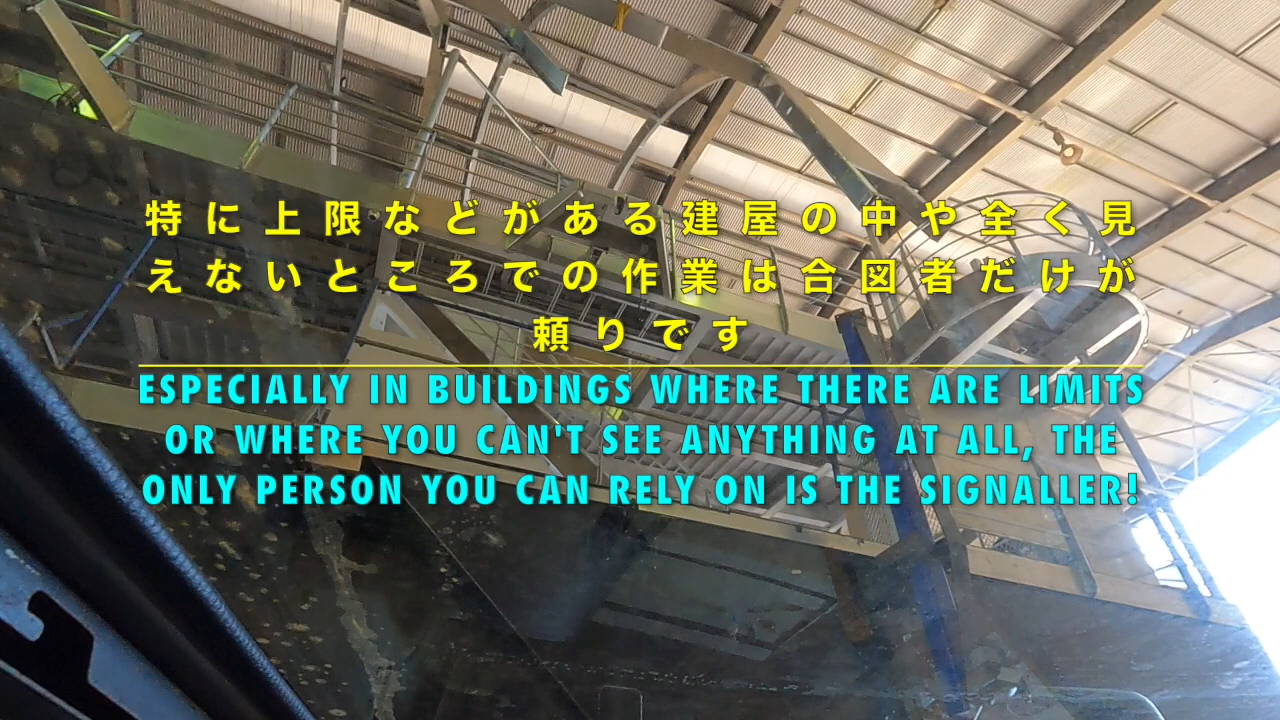 特に上限などがある建屋の中や全く見
えないところでの作業は合図者だけが
頼りです
ESPECIALLY IN BUILDINGS WHERE THERE ARE LIMITS
OR WHERE YOU CAN'T SEE ANYTHING AT ALL, THE
ONLY PERSON YOU CAN RELY ON IS THE SIGNALLER!